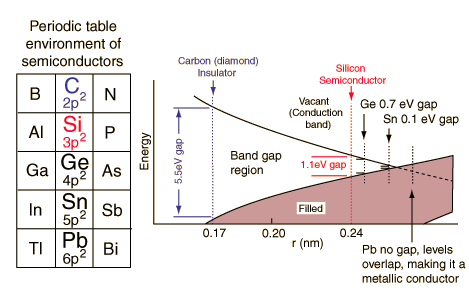 Periodic table
environment of
semiconductors
B C 2p2 N
Al Si 3p2 P
Ga Ge 4p2 As
In Sn 5p2 Sb
Tl Pb 6p2 Bi
Carbon (diamond)
Insulator
Silicon
Semiconductor
Vacant
(Conduction
band)
Ge 0.7 eV gap
Sn 0.1 eV gap
Energy
5.5eV gap
Band gap
region
1.1eV gap
Filled
0.17
0.20
0.24
r (nm)
Pb no gap, levels
overlap, making it a
metallic conductor